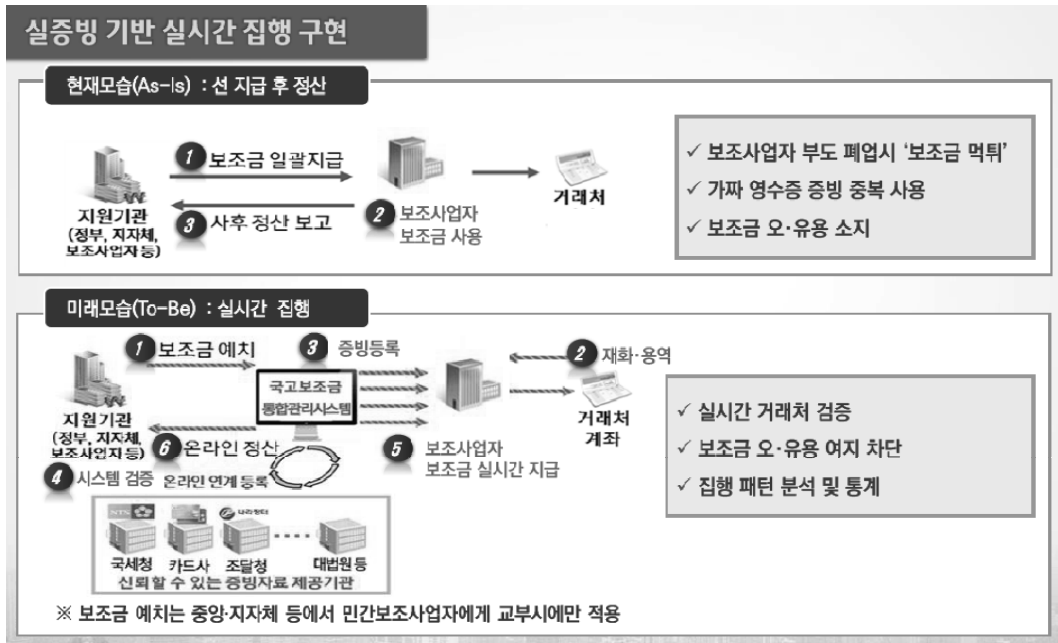 실증빙 기반 실시간 집행 구현
현재모습(As-Is) : 선 지급 후 정산
1 보조금 일괄지급
지원기관
(정부, 지자체,
보조사업자 등)
3 사후 정산 보고
2 보조사업자
보조금 사용
거래처
✓ 보조사업자 부도 폐업시 '보조금 먹튀'
✓ 가짜 영수증 증빙 중복 사용
✓ 보조금 오·유용 소지
미래모습(To-Be) : 실시간 집행
1 보조금 예치
3 증빙등록
2 재화·용역
국고보조금
통합관리시스템
지원기관
(정부, 지자체,
보조사업자 등)
거래처
계좌
6 온라인 정산
5 보조사업자
보조금 실시간 지급
4 시스템 검증
온라인 연계 등록
✓ 실시간 거래처 검증
✓ 보조금 오·유용 여지 차단
✓ 집행 패턴 분석 및 통계
NTS
나라장터
국세청
카드사
조달청
대법원 등
신뢰할 수 있는 증빙자료 제공기관
※ 보조금 예치는 중앙·지자체 등에서 민간보조사업자에게 교부시에만 적용